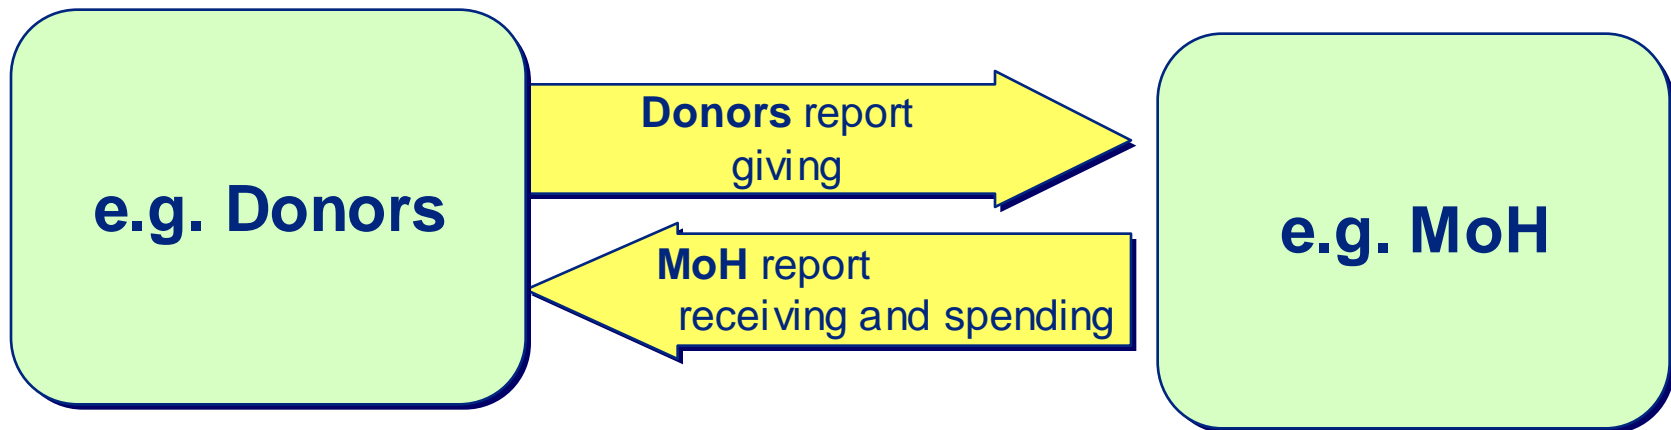 e.g. Donors
Donors report
giving
MoH report
receiving and spending
e.g. MoH